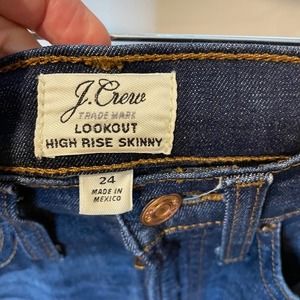 J.Crew
TRADE MARK
LOOKOUT
HIGH RISE SKINNY
24
MADE IN
MEXICO